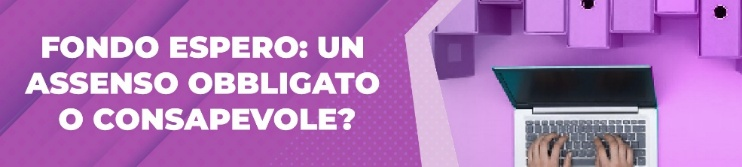 FONDO ESPERO: UN
ASSENSO OBBLIGATO
O CONSAPEVOLE?